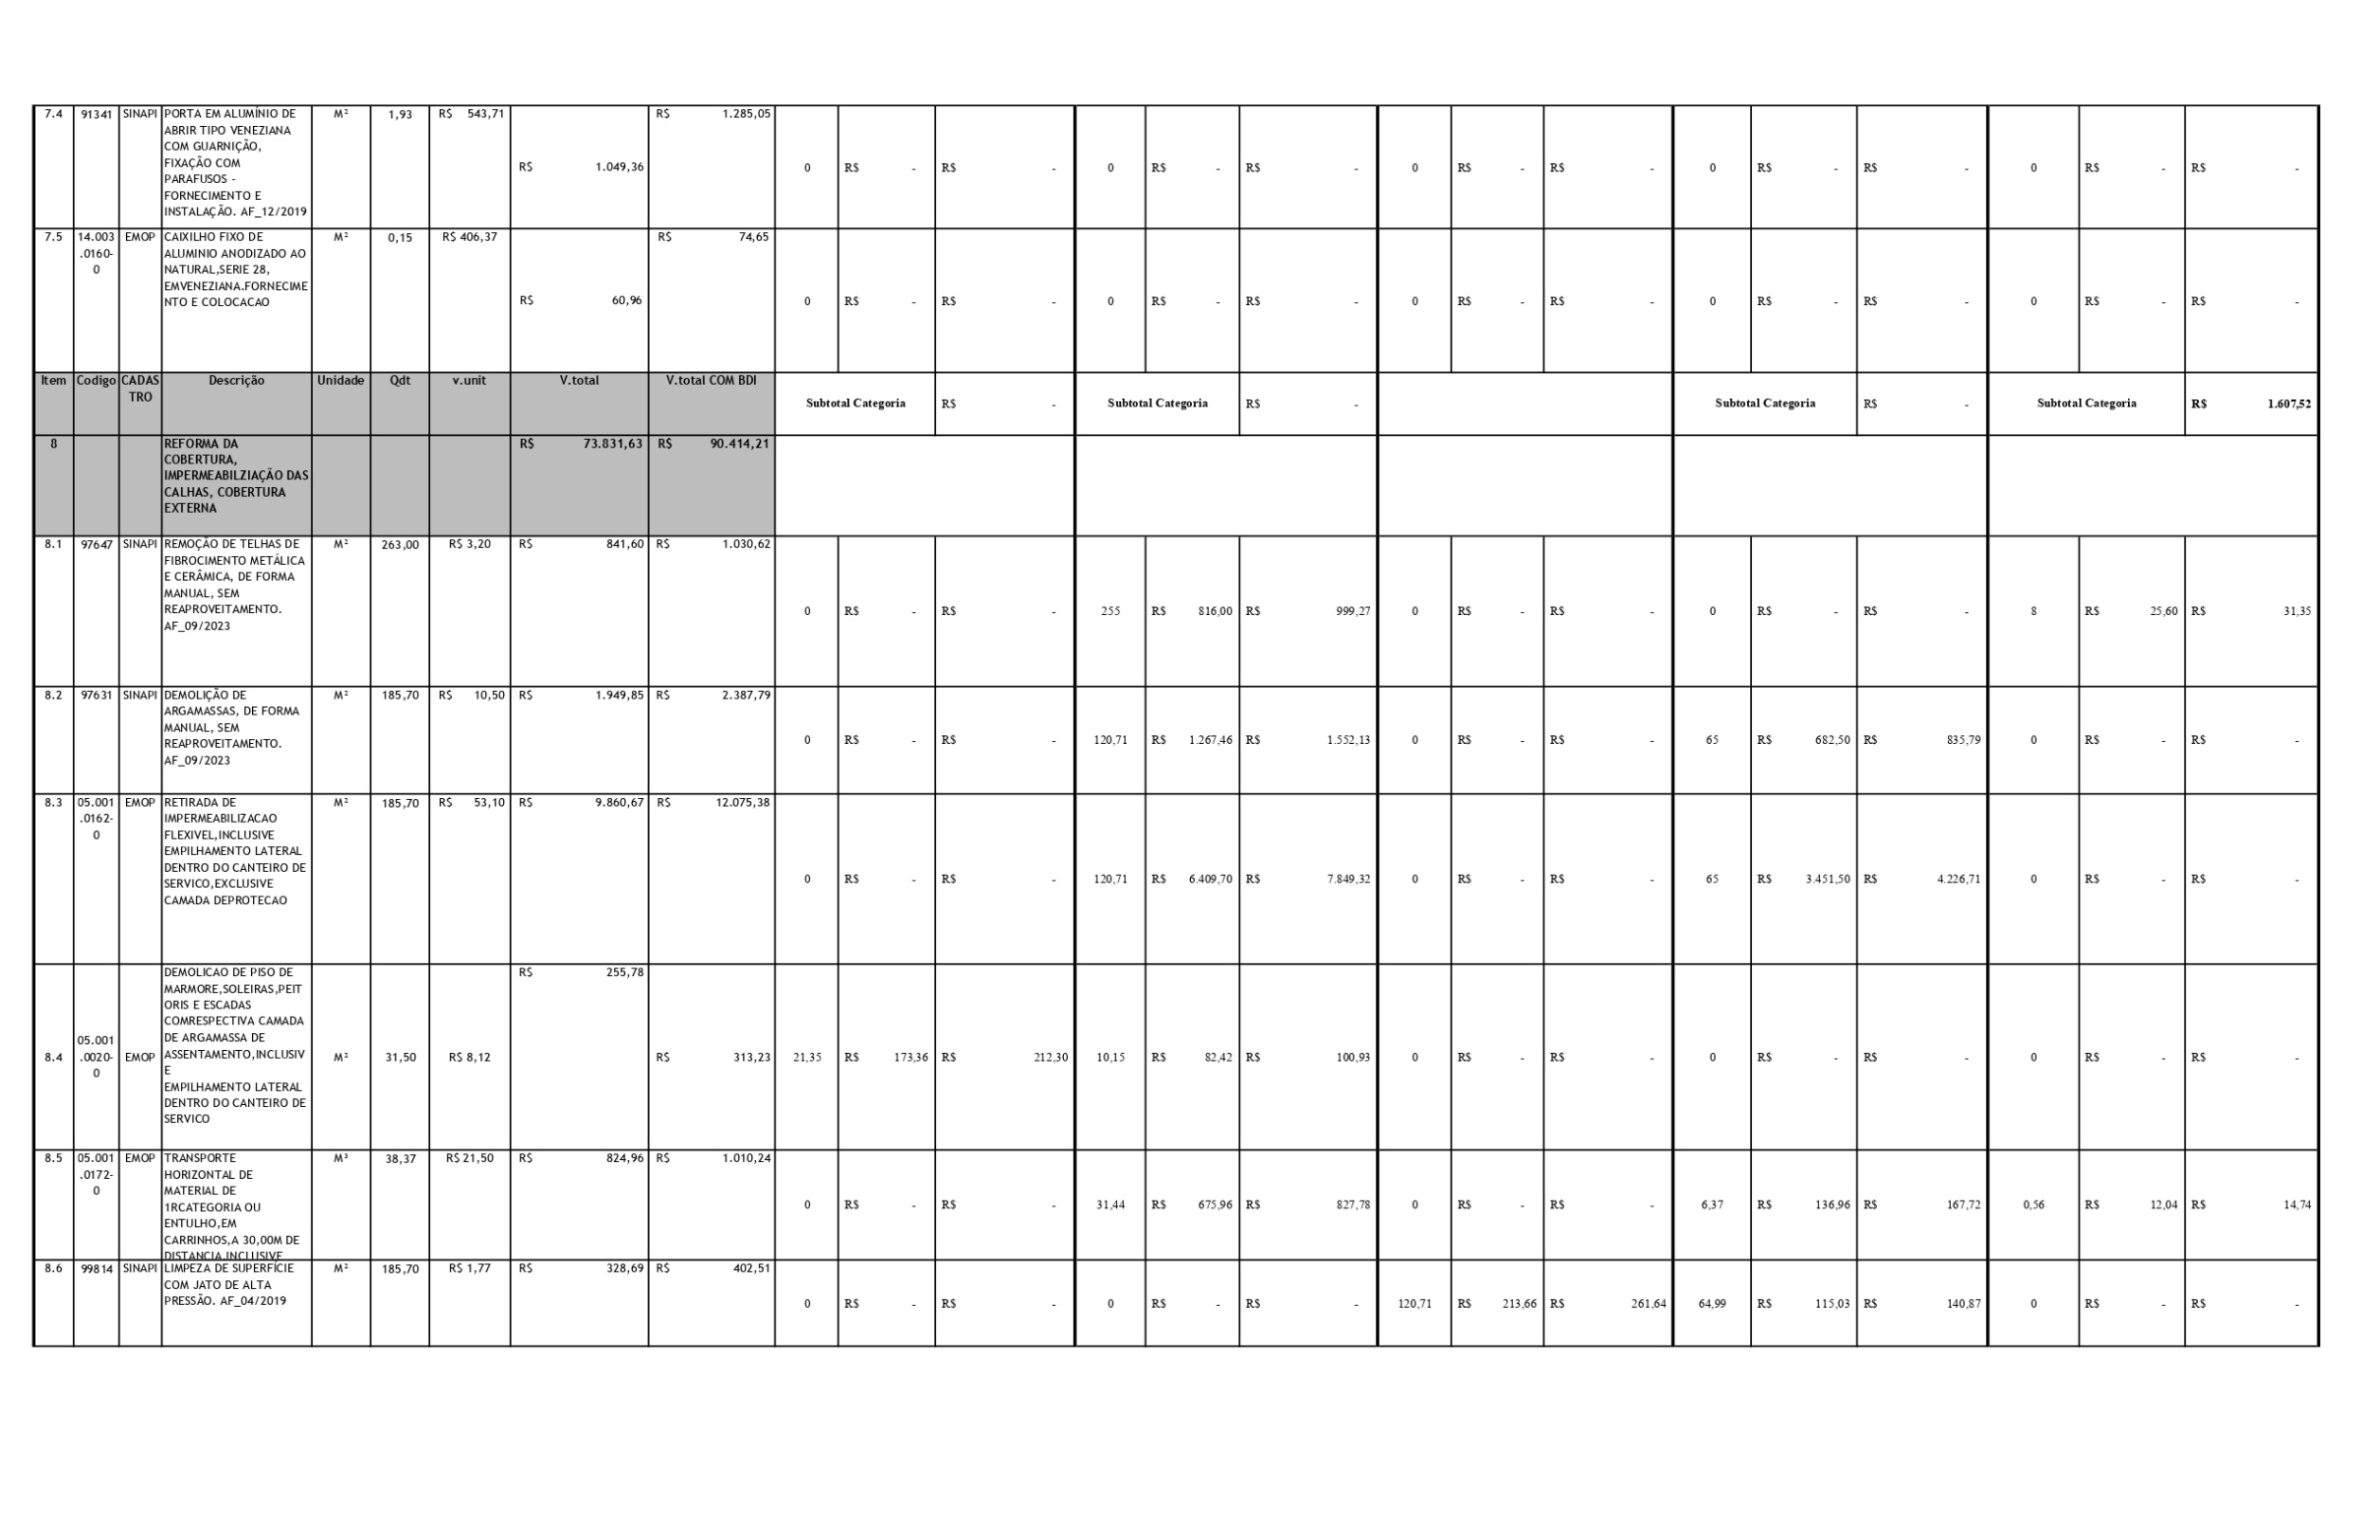 7.4 91341 SINAPI PORTA EM ALUMÍNIO DE M² 1,93 R$ 543,71 R$ 1.285,05
ABRIR TIPO VENEZIANA
COM GUARNIÇÃO,
FIXAÇÃO COM
R$ 1.049,36 0 R$ - R$ - 0 R$ - R$ - 0 R$ - R$ - 0 R$ - R$ - 0 R$ - R$ -
PARAFUSOS -
FORNECIMENTO E
INSTALAÇÃO. AF_12/2019
7.5 14.003 EMOP CAIXILHO FIXO DE M² 0,15 R$ 406,37 R$ 74,65
.0160- ALUMINIO ANODIZADO AO
0 NATURAL,SERIE 28,
EMVENEZIANA.FORNECIME
NTO E COLOCACAO
R$ 60,96 0 R$ - R$ - 0 R$ - R$ - 0 R$ - R$ - 0 R$ - R$ - 0 R$ - R$ -
Item Codigo CADAS Descrição Unidade Qdt v.unit V.total V.total COM BDI
TRO
Subtotal Categoria R$ - Subtotal Categoria R$ - Subtotal Categoria R$ - Subtotal Categoria R$ 1.607,52
8 REFORMA DA R$ 73.831,63 R$ 90.414,21
COBERTURA,
IMPERMEABILZIAÇÃO DAS
CALHAS, COBERTURA
EXTERNA
8.1 97647 SINAPI REMOÇÃO DE TELHAS DE M² 263,00 R$ 3,20 R$ 841,60 R$ 1.030,62
FIBROCIMENTO METÁLICA
E CERÂMICA, DE FORMA
MANUAL, SEM
REAPROVEITAMENTO.
0 R$ - R$ - 255 R$ 816,00 R$ 999,27 0 R$ - R$ - 0 R$ - R$ - 8 R$ 25,60 R$ 31,35
AF_09/2023
8.2 97631 SINAPI DEMOLIÇÃO DE M² 185,70 R$ 10,50 R$ 1.949,85 R$ 2.387,79
ARGAMASSAS, DE FORMA
MANUAL, SEM
REAPROVEITAMENTO.
0 R$ - R$ - 120,71 R$ 1.267,46 R$ 1.552,13 0 R$ - R$ - 65 R$ 682,50 R$ 835,79 0 R$ - R$ -
AF_09/2023
8.3 05.001 EMOP RETIRADA DE M² 185,70 R$ 53,10 R$ 9.860,67 R$ 12.075,38
.0162- IMPERMEABILIZACAO
0 FLEXIVEL,INCLUSIVE
EMPILHAMENTO LATERAL
DENTRO DO CANTEIRO DE
SERVICO,EXCLUSIVE
0 R$ - R$ - 120,71 R$ 6.409,70 R$ 7.849,32 0 R$ - R$ - 65 R$ 3.451,50 R$ 4.226,71 0 R$ - R$ -
CAMADA DEPROTECAO
DEMOLICAO DE PISO DE R$ 255,78
MARMORE,SOLEIRAS,PEIT
ORIS E ESCADAS
COMRESPECTIVA CAMADA
05.001 DE ARGAMASSA DE
8.4 .0020- EMOP ASSENTAMENTO,INCLUSIV M² 31,50 R$ 8,12 R$ 313,23 21,35 R$ 173,36 R$ 212,30 10,15 R$ 82,42 R$ 100,93 0 R$ - R$ - 0 R$ - R$ - 0 R$ - R$ -
0 E
EMPILHAMENTO LATERAL
DENTRO DO CANTEIRO DE
SERVICO
8.5 05.001 EMOP TRANSPORTE M³ 38,37 R$ 21,50 R$ 824,96 R$ 1.010,24
.0172- HORIZONTAL DE
0 MATERIAL DE
1RCATEGORIA OU
0 R$ - R$ - 31,44 R$ 675,96 R$ 827,78 0 R$ - R$ - 6,37 R$ 136,96 R$ 167,72 0,56 R$ 12,04 R$ 14,74
ENTULHO,EM
CARRINHOS,A 30,00M DE
DISTANCIA,INCLUSIVE
8.6 99814 SINAPI LIMPEZA DE SUPERFÍCIE M² 185,70 R$ 1,77 R$ 328,69 R$ 402,51
COM JATO DE ALTA
PRESSÃO. AF_04/2019
0 R$ - R$ - 0 R$ - R$ - 120,71 R$ 213,66 R$ 261,64 64,99 R$ 115,03 R$ 140,87 0 R$ - R$ -